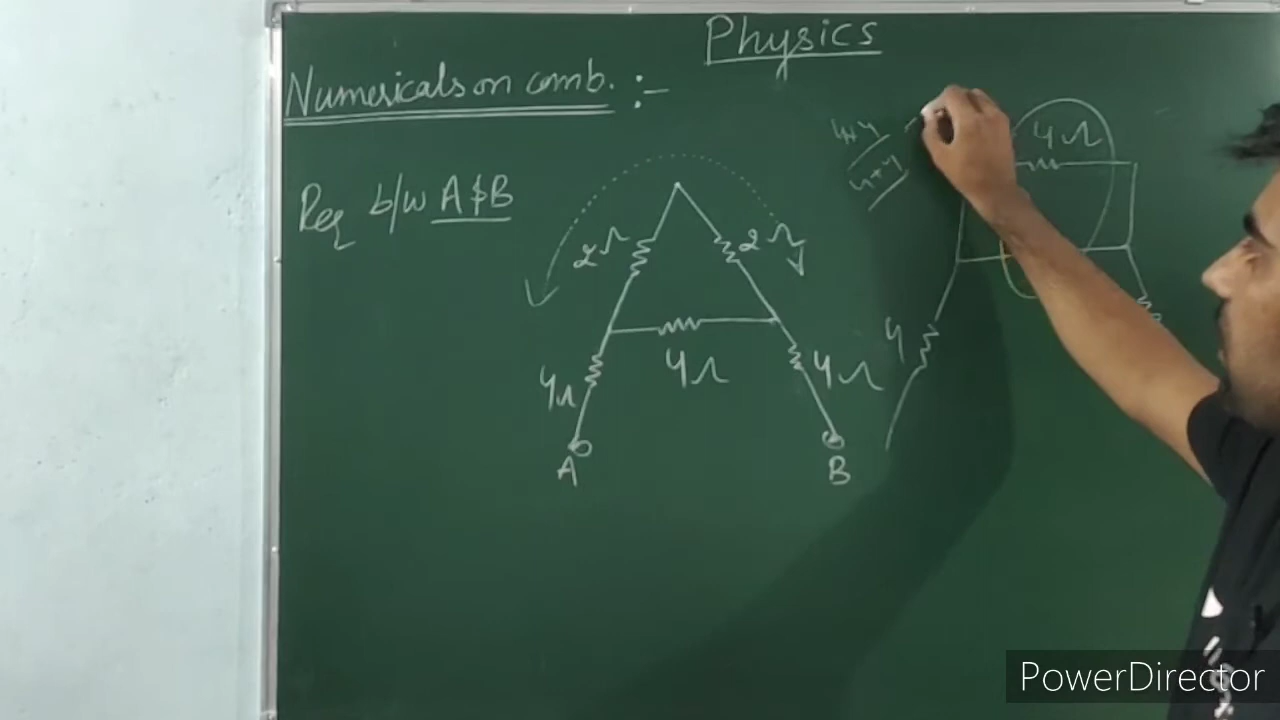 Physics
Numericals on comb. :-
Req b/w A & B
2Ω 2Ω
4Ω
4Ω 4Ω
A B
4×4
4+4
4Ω
4
PowerDirector